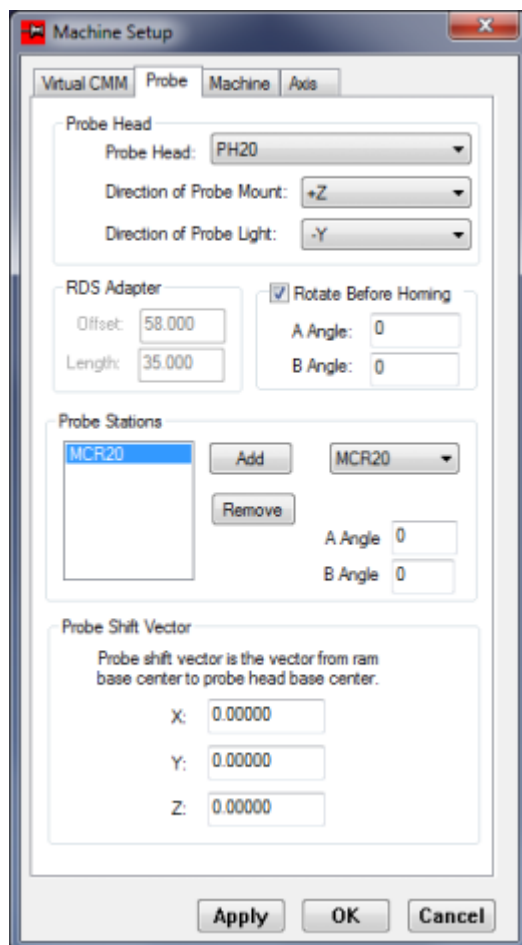 Machine Setup
Virtual CMM Probe Machine Axis
Probe Head
Probe Head: PH20
Direction of Probe Mount: +Z
Direction of Probe Light: -Y
RDS Adapter
Offset: 58.000
Length: 35.000
Rotate Before Homing
A Angle: 0
B Angle: 0
Probe Stations
MCR20 Add MCR20
Remove
A Angle 0
B Angle 0
Probe Shift Vector
Probe shift vector is the vector from ram
base center to probe head base center.
X: 0.00000
Y: 0.00000
Z: 0.00000
Apply OK Cancel